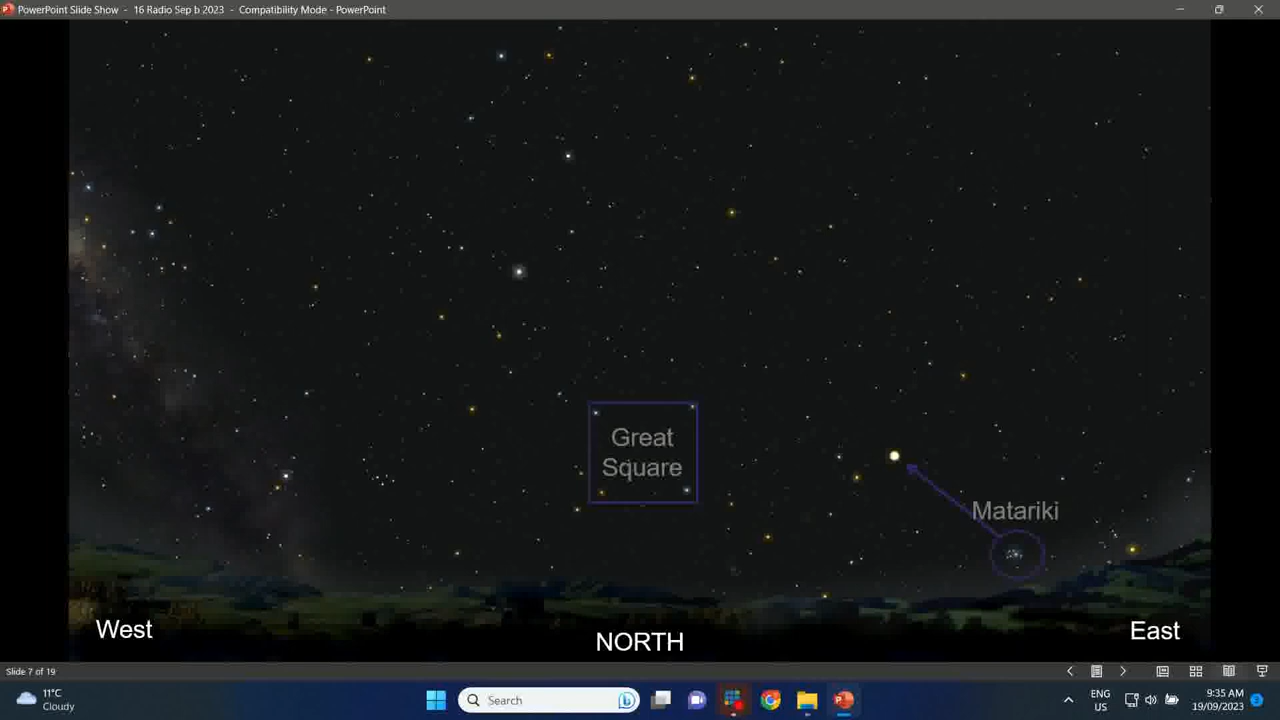 PowerPoint Slide Show - 16 Radio Sep b 2023 - Compatibility Mode - PowerPoint
Great
Square
Matariki
West
NORTH
East
Slide 7 of 19
11°C
Cloudy
Search
ENG
US
9:35 AM
19/09/2023
2